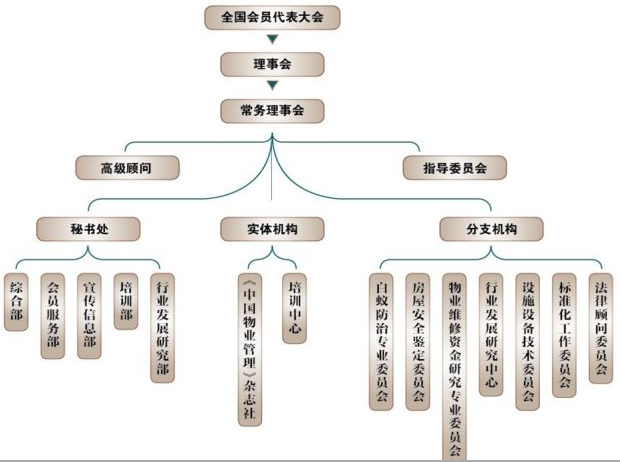 全国会员代表大会
理事会
常务理事会
高级顾问
指导委员会
秘书处
实体机构
分支机构
综合部
会员服务部
宣传信息部
培训部
行业发展研究部
《中国物业管理》杂志社
培训中心
白蚁防治专业委员会
房屋安全鉴定委员会
物业维修资金研究专业委员会
行业发展研究中心
设施设备技术委员会
标准化工作委员会
法律顾问委员会